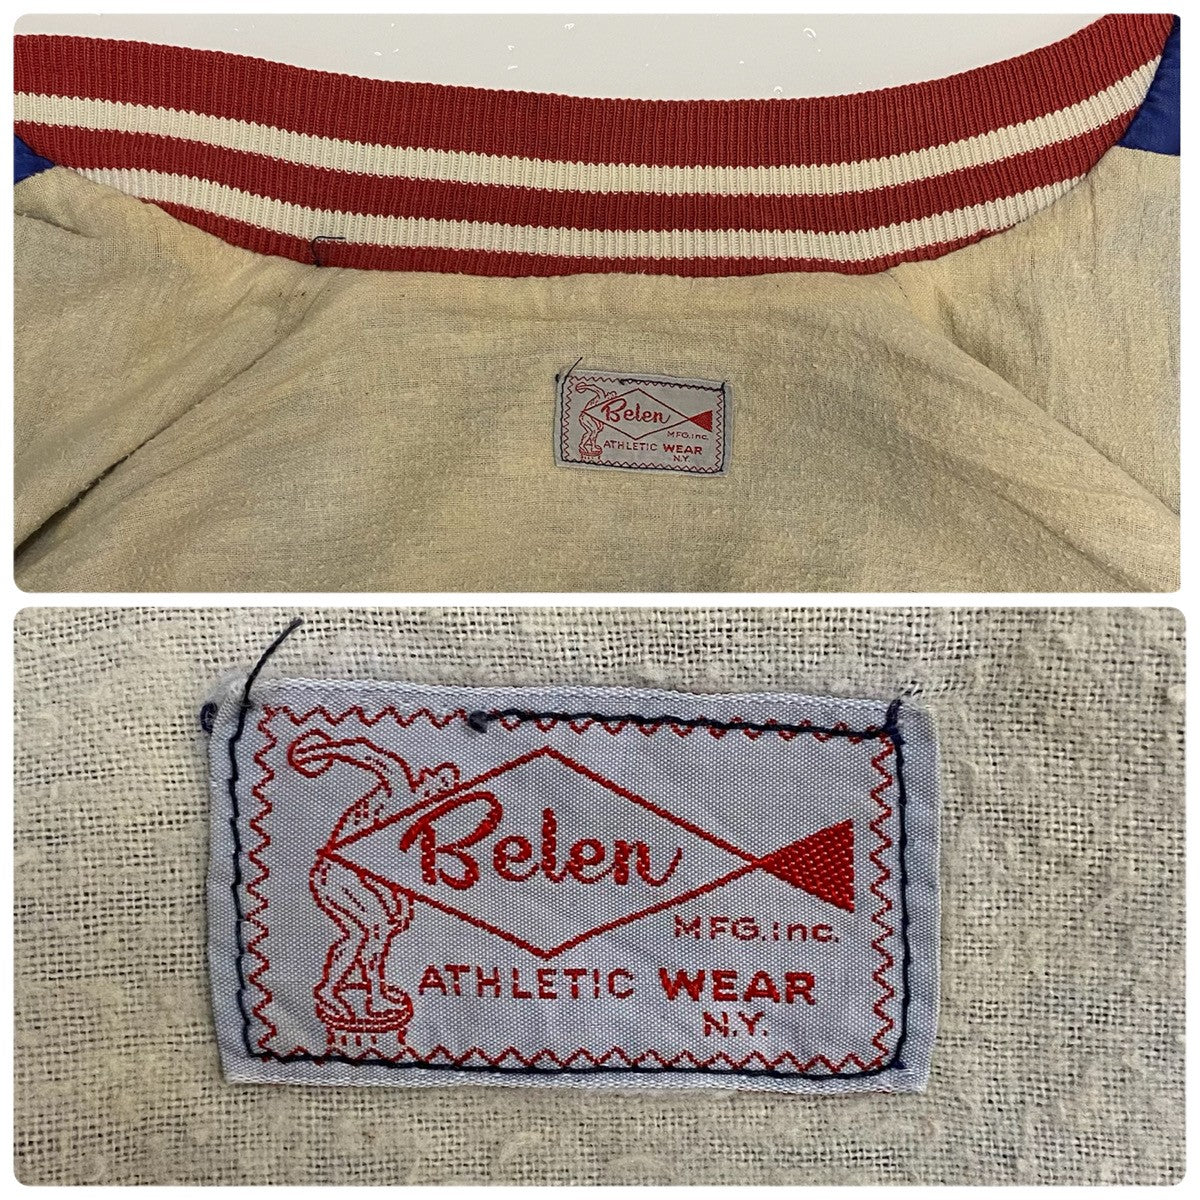 Belen
MFG.inc.
ATHLETIC WEAR
N.Y.
Belen
MFG.inc.
ATHLETIC WEAR
N.Y.